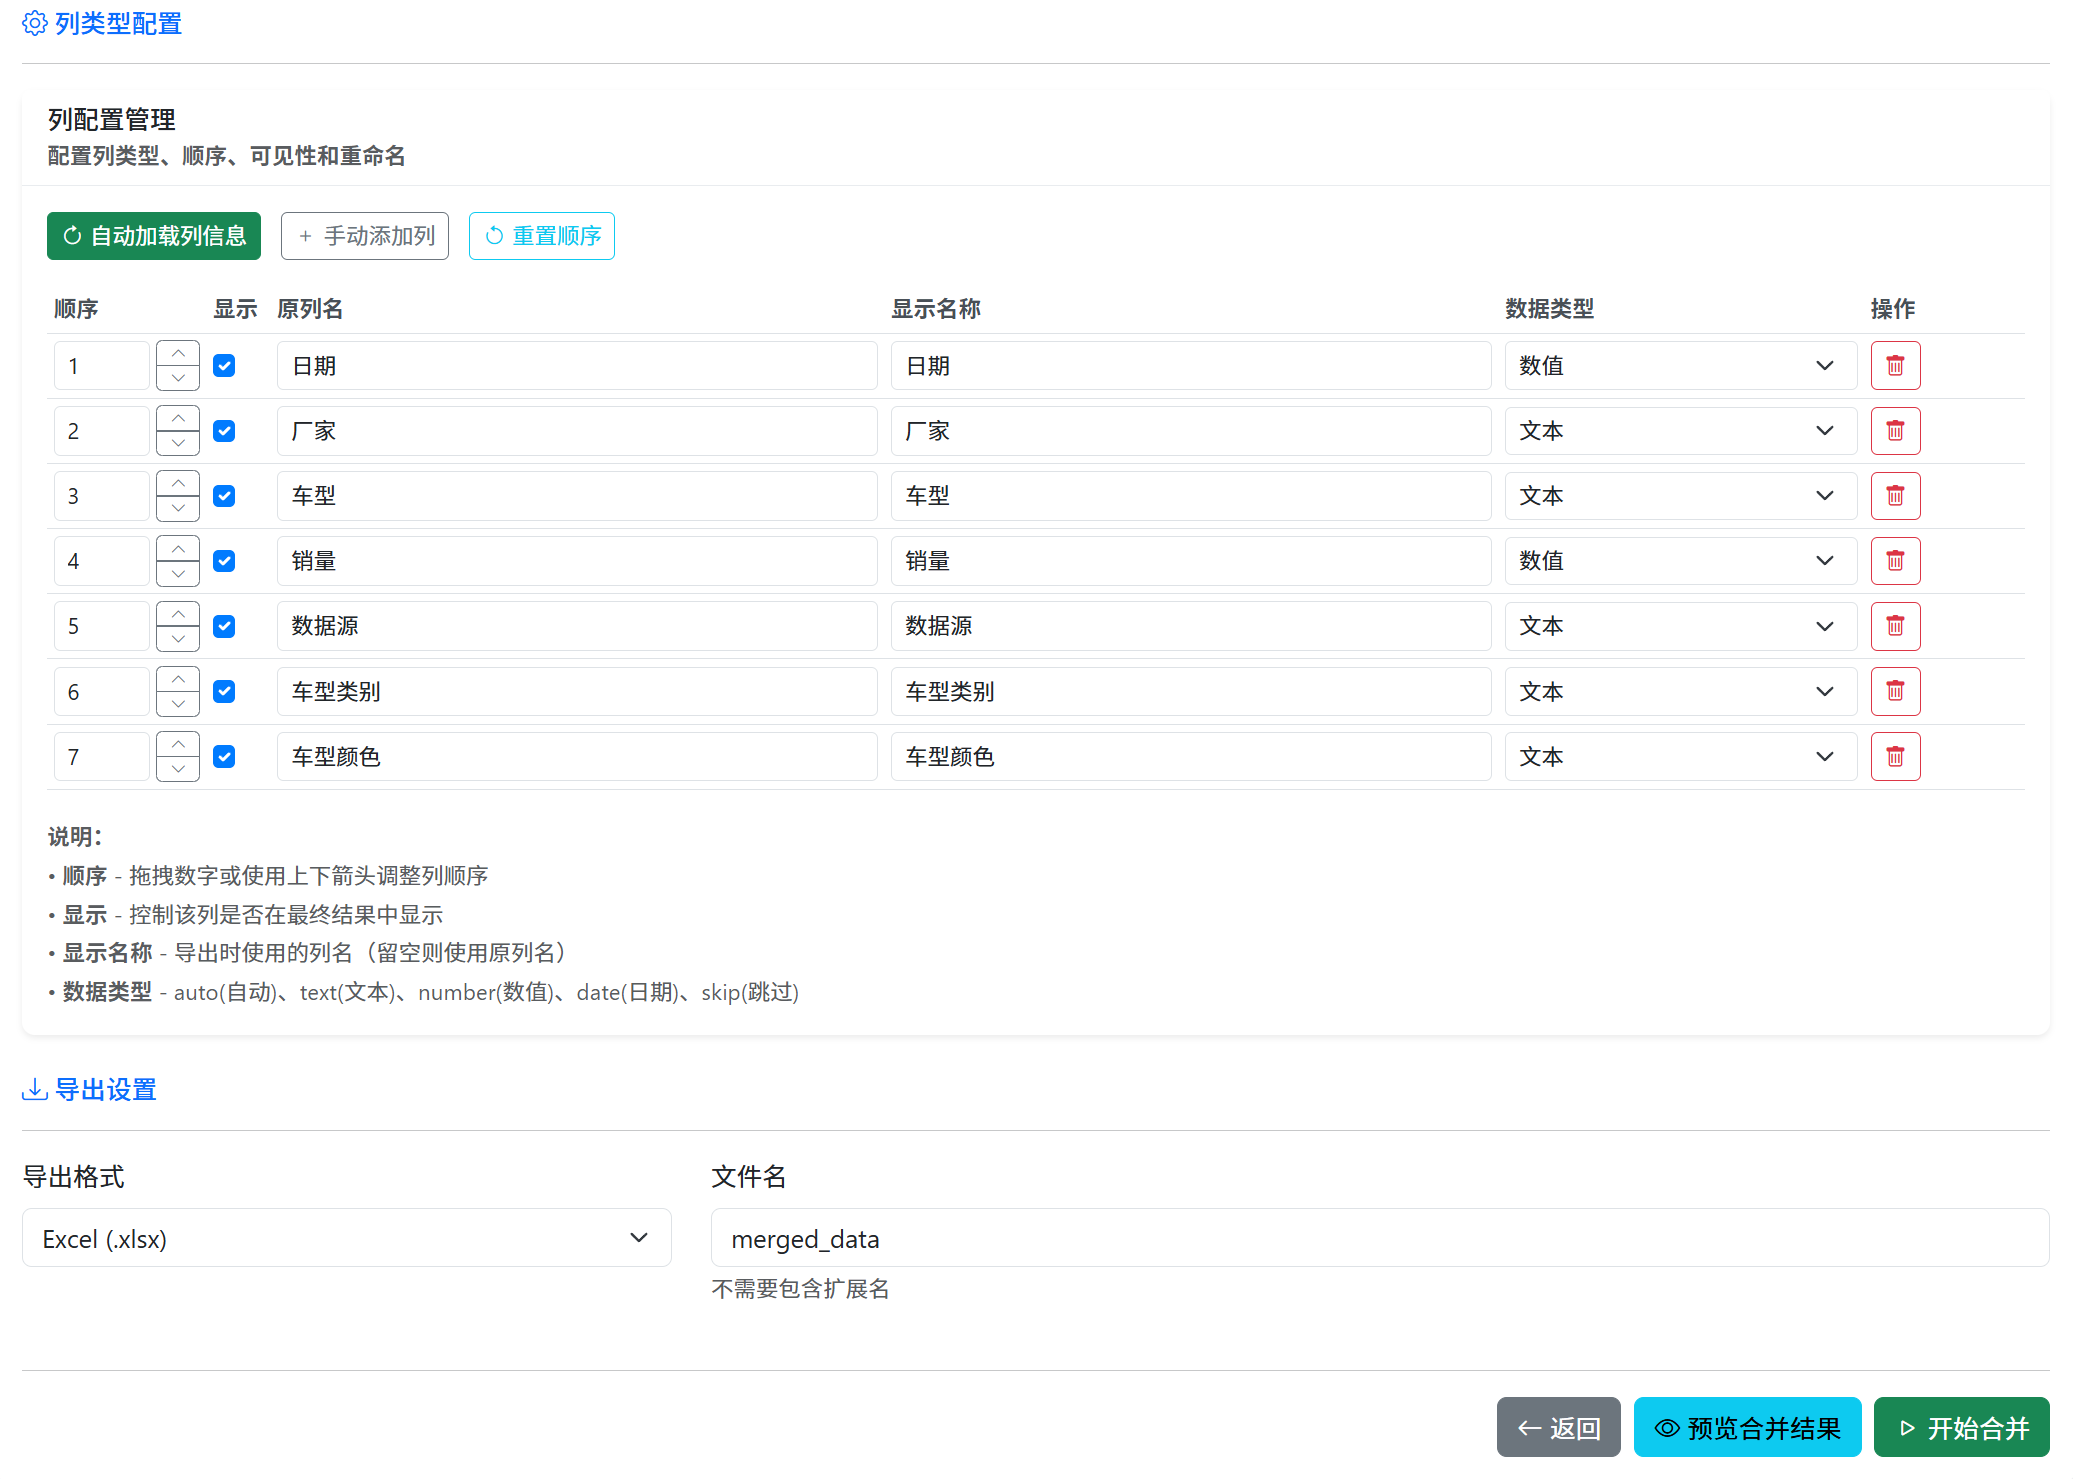 列类型配置
列配置管理
配置列类型、顺序、可见性和重命名
自动加载列信息 + 手动添加列 重置顺序
顺序 显示 原列名 显示名称 数据类型 操作
1 日期 日期 数值
2 厂家 厂家 文本
3 车型 车型 文本
4 销量 销量 数值
5 数据源 数据源 文本
6 车型类别 车型类别 文本
7 车型颜色 车型颜色 文本
说明：
• 顺序 - 拖拽数字或使用上下箭头调整列顺序
• 显示 - 控制该列是否在最终结果中显示
• 显示名称 - 导出时使用的列名（留空则使用原列名）
• 数据类型 - auto(自动)、text(文本)、number(数值)、date(日期)、skip(跳过)
导出设置
导出格式 文件名
Excel (.xlsx) merged_data
不需要包含扩展名
返回 预览合并结果 开始合并